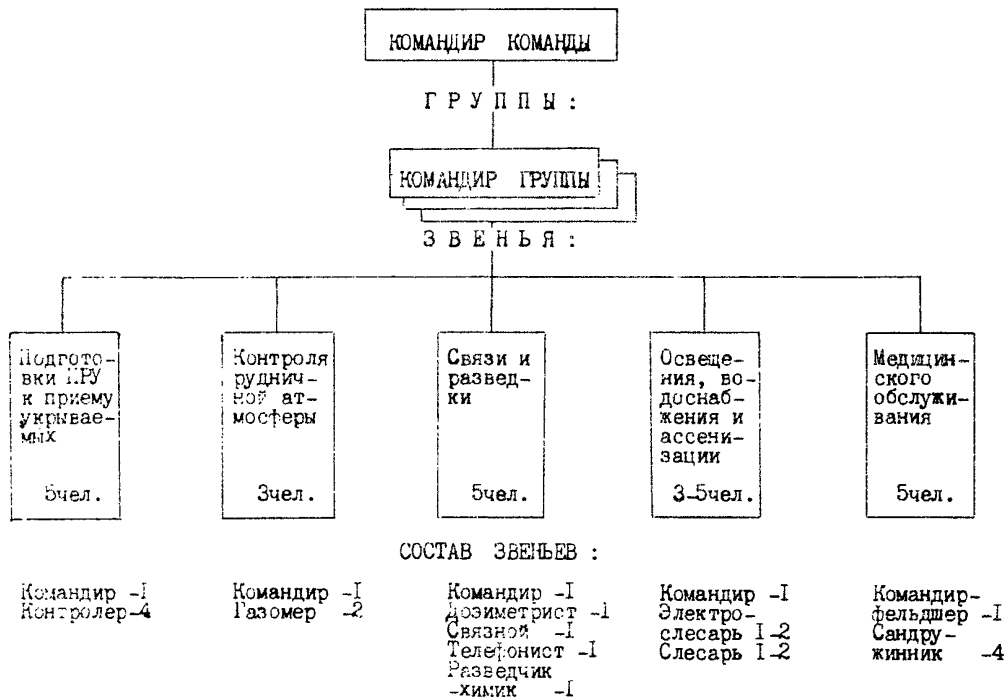 КОМАНДИР КОМАНДЫ
ГРУППЫ:
КОМАНДИР ГРУППЫ
ЗВЕНЬЯ:
Подгото-
вки ПРУ
к приему
укрывае-
мых
5чел.
Контроля
руднич-
ной ат-
мосферы
3чел.
Связи и
развед-
ки
5чел.
Освеще-
ния, во-
доснаб-
жения и
ассени-
зации
3-5чел.
Медицин-
ского
обслужи-
вания
5чел.
СОСТАВ ЗВЕНЬЕВ :
Командир -I
Контролер-4
Командир -I
Газомер -2
Командир -I
Дозиметрист -I
Связной -I
Телефонист -I
Разведчик
-химик -I
Командир -I
Электро-
слесарь I-2
Слесарь I-2
Командир-
фельдшер -I
Сандру-
жинник -4